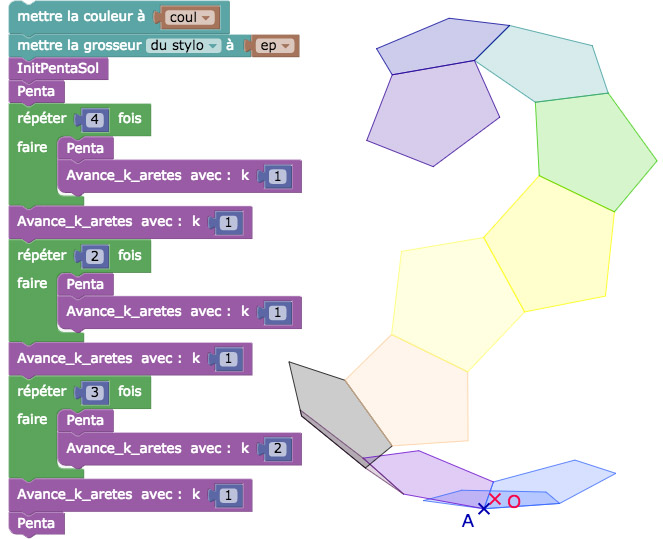 mettre la couleur à coul
mettre la grosseur du stylo à ep
InitPentaSol
Penta
répéter 4 fois
faire Penta
Avance_k_aretes avec : k 1
Avance_k_aretes avec : k 1
répéter 2 fois
faire Penta
Avance_k_aretes avec : k 1
Avance_k_aretes avec : k 1
répéter 3 fois
faire Penta
Avance_k_aretes avec : k 2
Avance_k_aretes avec : k 1
Penta
O
A